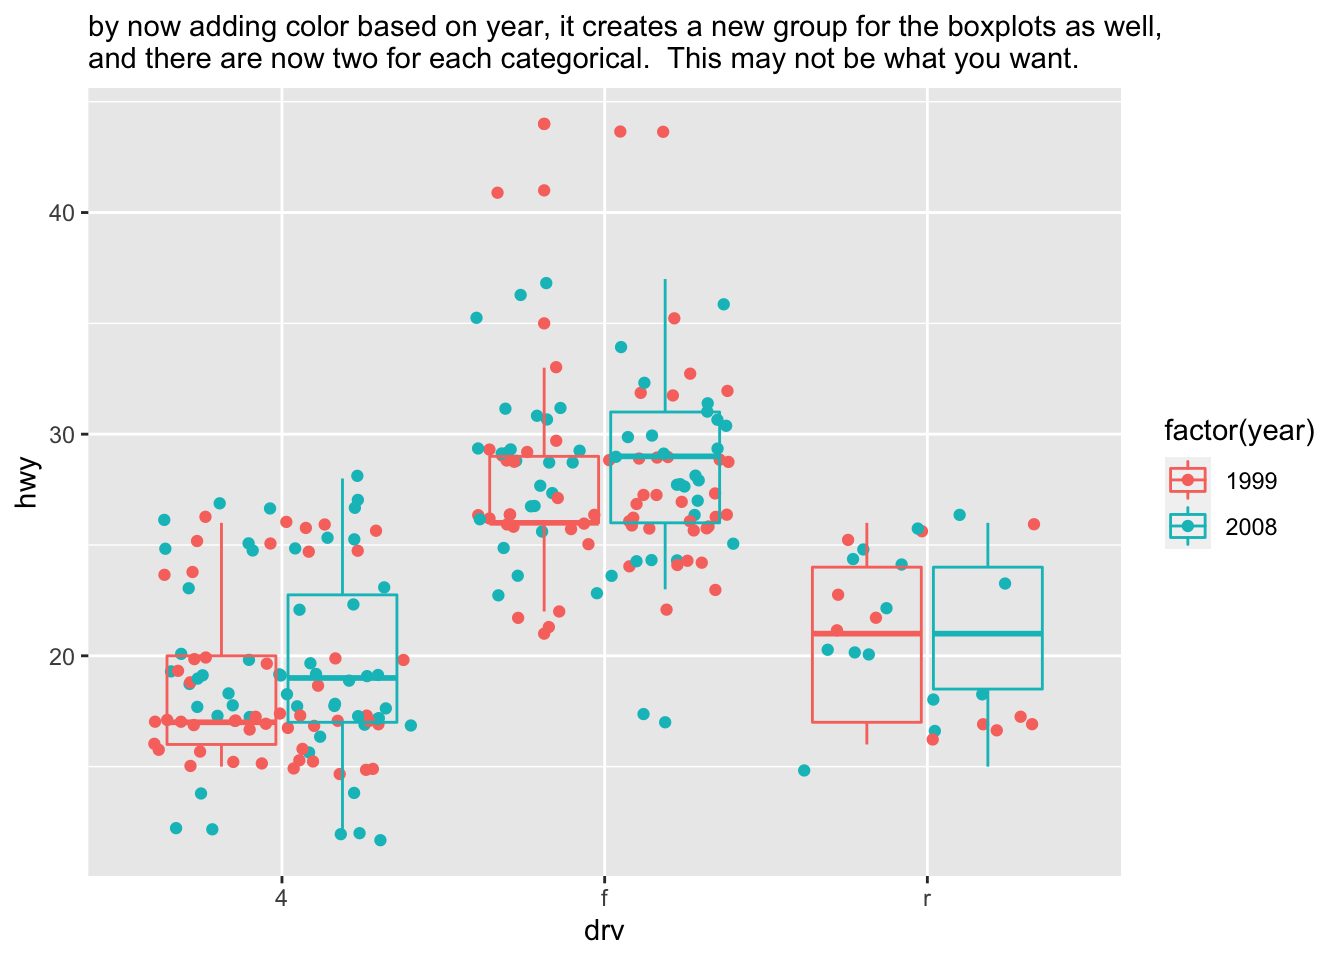 by now adding color based on year, it creates a new group for the boxplots as well,
and there are now two for each categorical.  This may not be what you want.
40
30
20
hwy
4
f
r
drv
factor(year)
1999
2008